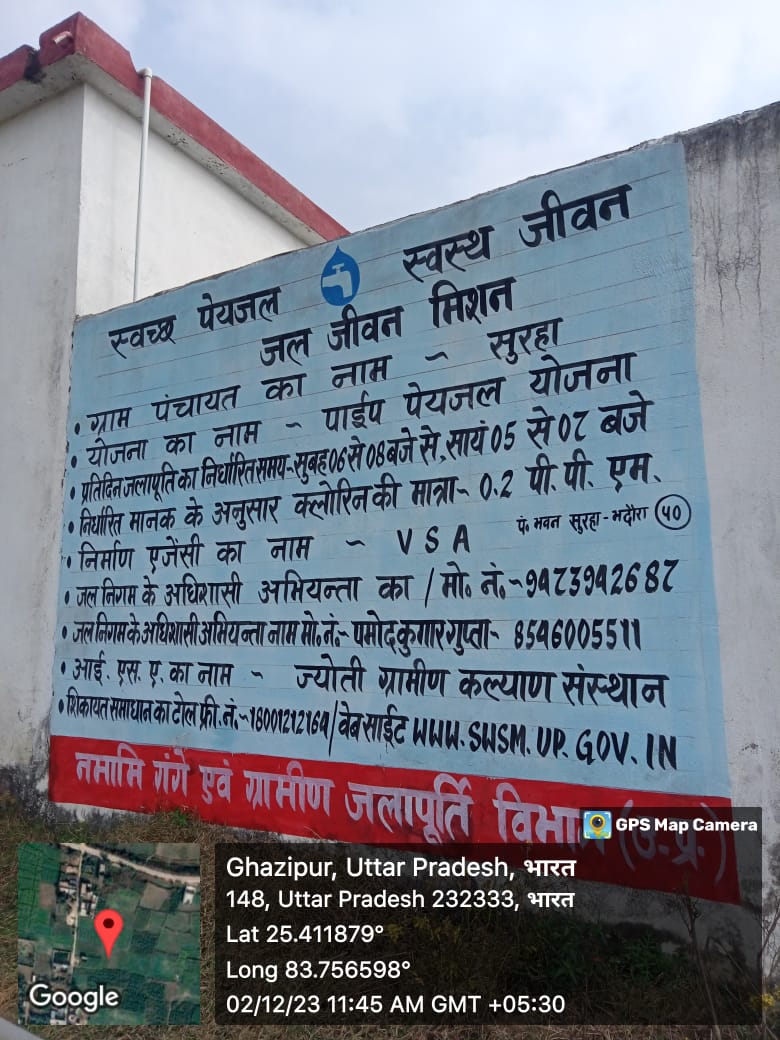 स्वच्छ पेयजल स्वस्थ जीवन
जल जीवन मिशन
• ग्राम पंचायत का नाम - सुरहा
• योजना का नाम - पाईप पेयजल योजना
• प्रतिदिन जलापूर्ति का निर्धारित समय-सुबह 06 से 08 बजे से, सायं 05 से 07 बजे
• निर्धारित मानक के अनुसार क्लोरिन की मात्रा- 0.2 पी. पी. एम.
पं. भवन सुरहा-भदौरा ४०
• निर्माण एजेंसी का नाम - VSA
• जल निगम के अधिशासी अभियन्ता का / मो. नं.-9473942687
• जल निगम के अधिशासी अभियन्ता नाम मो. नं.- पमोद कुगार गुप्ता- 8546005511
• आई. एस. ए. का नाम - ज्योती ग्रामीण कल्याण संस्थान
• शिकायत समाधान का टोल फ्री. नं.-18001212164/वेब साईट WWW.SWSM.UP.GOV.IN
नमामि गंगे एवं ग्रामीण जलापूर्ति विभाग (उ.प्र.)
GPS Map Camera
Ghazipur, Uttar Pradesh, भारत
148, Uttar Pradesh 232333, भारत
Lat 25.411879°
Long 83.756598°
02/12/23 11:45 AM GMT +05:30
Google